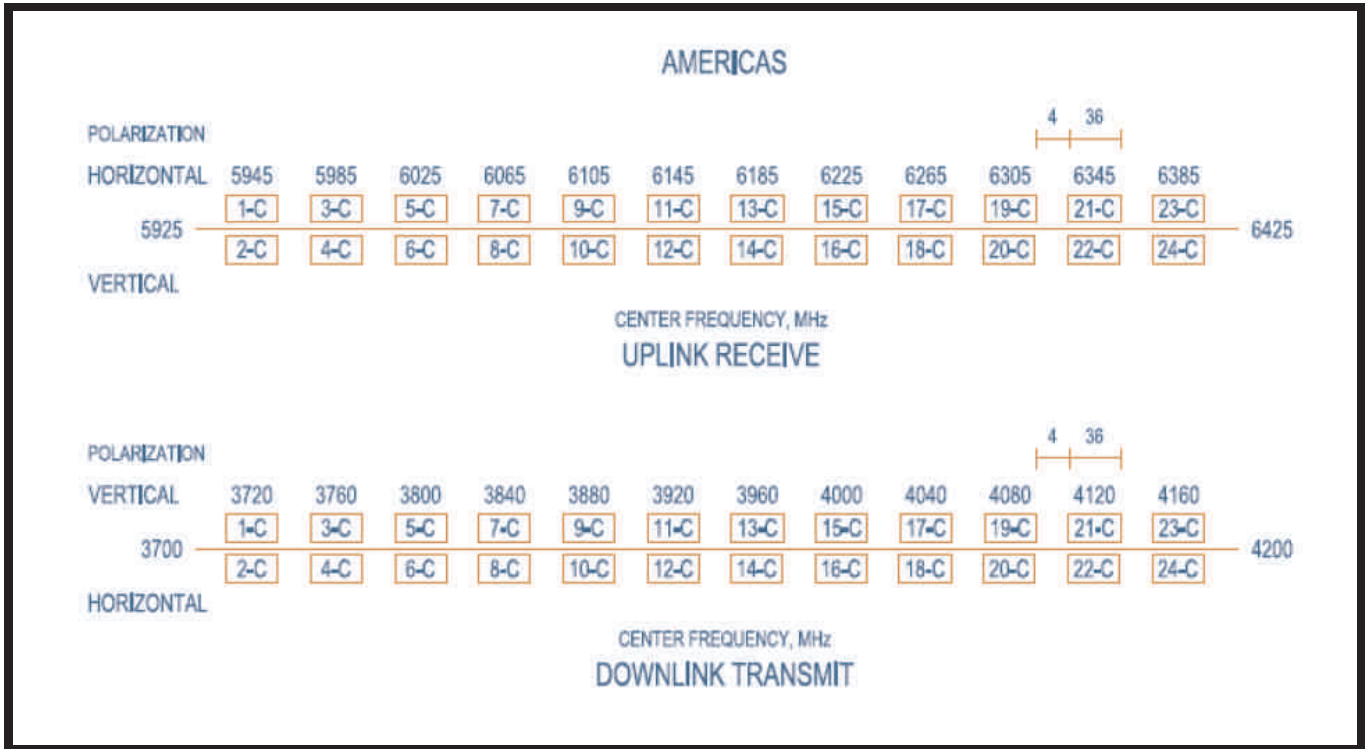 AMERICAS
4 36
POLARIZATION
HORIZONTAL 5945 5985 6025 6065 6105 6145 6185 6225 6265 6305 6345 6385
1-C 3-C 5-C 7-C 9-C 11-C 13-C 15-C 17-C 19-C 21-C 23-C
5925 6425
2-C 4-C 6-C 8-C 10-C 12-C 14-C 16-C 18-C 20-C 22-C 24-C
VERTICAL
CENTER FREQUENCY, MHz
UPLINK RECEIVE
4 36
POLARIZATION
VERTICAL 3720 3760 3800 3840 3880 3920 3960 4000 4040 4080 4120 4160
1-C 3-C 5-C 7-C 9-C 11-C 13-C 15-C 17-C 19-C 21-C 23-C
3700 4200
2-C 4-C 6-C 8-C 10-C 12-C 14-C 16-C 18-C 20-C 22-C 24-C
HORIZONTAL
CENTER FREQUENCY, MHz
DOWNLINK TRANSMIT